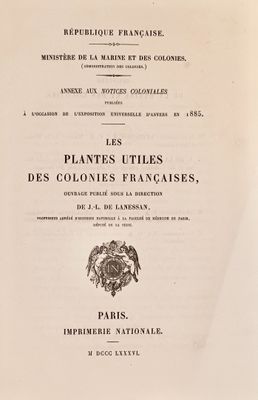 RÉPUBLIQUE FRANÇAISE.
MINISTÈRE DE LA MARINE ET DES COLONIES.
(ADMINISTRATION DES COLONIES.)
ANNEXE AUX NOTICES COLONIALES
PUBLIÉES
À L'OCCASION DE L'EXPOSITION UNIVERSELLE D'ANVERS EN 1885.
LES
PLANTES UTILES
DES COLONIES FRANÇAISES,
OUVRAGE PUBLIÉ SOUS LA DIRECTION
DE J.-L. DE LANESSAN,
PROFESSEUR AGRÉGÉ D'HISTOIRE NATURELLE À LA FACULTÉ DE MÉDECINE DE PARIS,
DÉPUTÉ DE LA SEINE.
N
PARIS.
IMPRIMERIE NATIONALE.
M DCCC LXXXVI.